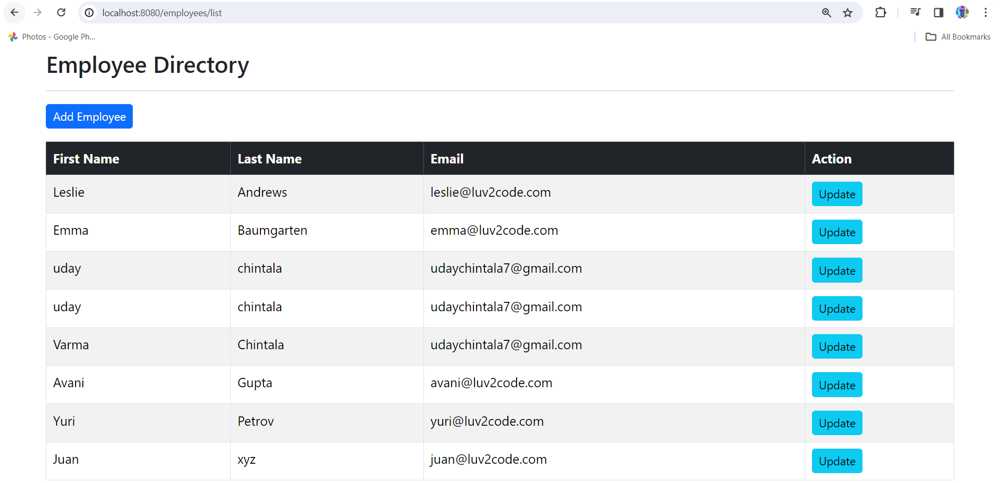 localhost:8080/employees/list
Photos - Google Ph...
All Bookmarks
Employee Directory
Add Employee
First Name Last Name Email Action
Leslie Andrews leslie@luv2code.com Update
Emma Baumgarten emma@luv2code.com Update
uday chintala udaychintala7@gmail.com Update
uday chintala udaychintala7@gmail.com Update
Varma Chintala udaychintala7@gmail.com Update
Avani Gupta avani@luv2code.com Update
Yuri Petrov yuri@luv2code.com Update
Juan xyz juan@luv2code.com Update